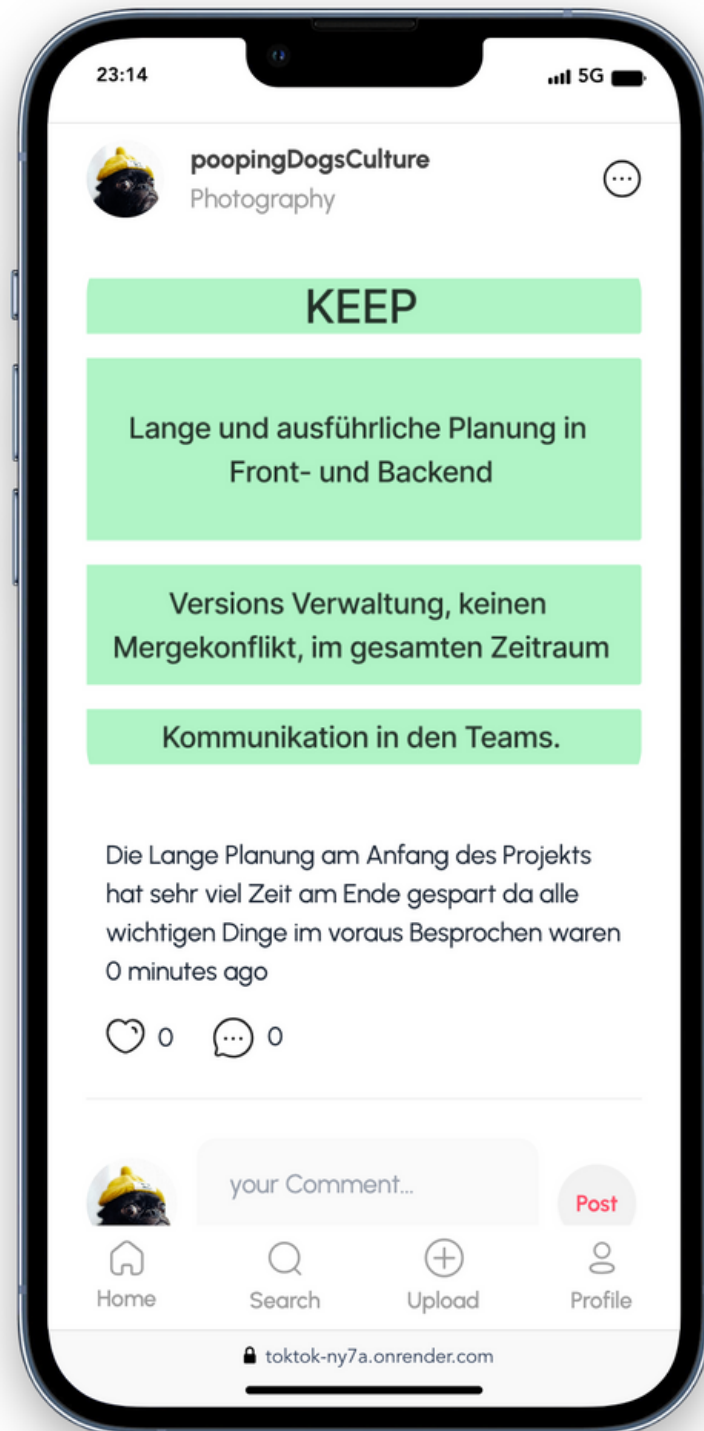 23:14
5G
poopingDogsCulture
Photography
KEEP
Lange und ausführliche Planung in
Front- und Backend
Versions Verwaltung, keinen
Mergekonflikt, im gesamten Zeitraum
Kommunikation in den Teams.
Die Lange Planung am Anfang des Projekts
hat sehr viel Zeit am Ende gespart da alle
wichtigen Dinge im voraus Besprochen waren
0 minutes ago
0 0
your Comment...
Post
Home Search Upload Profile
toktok-ny7a.onrender.com